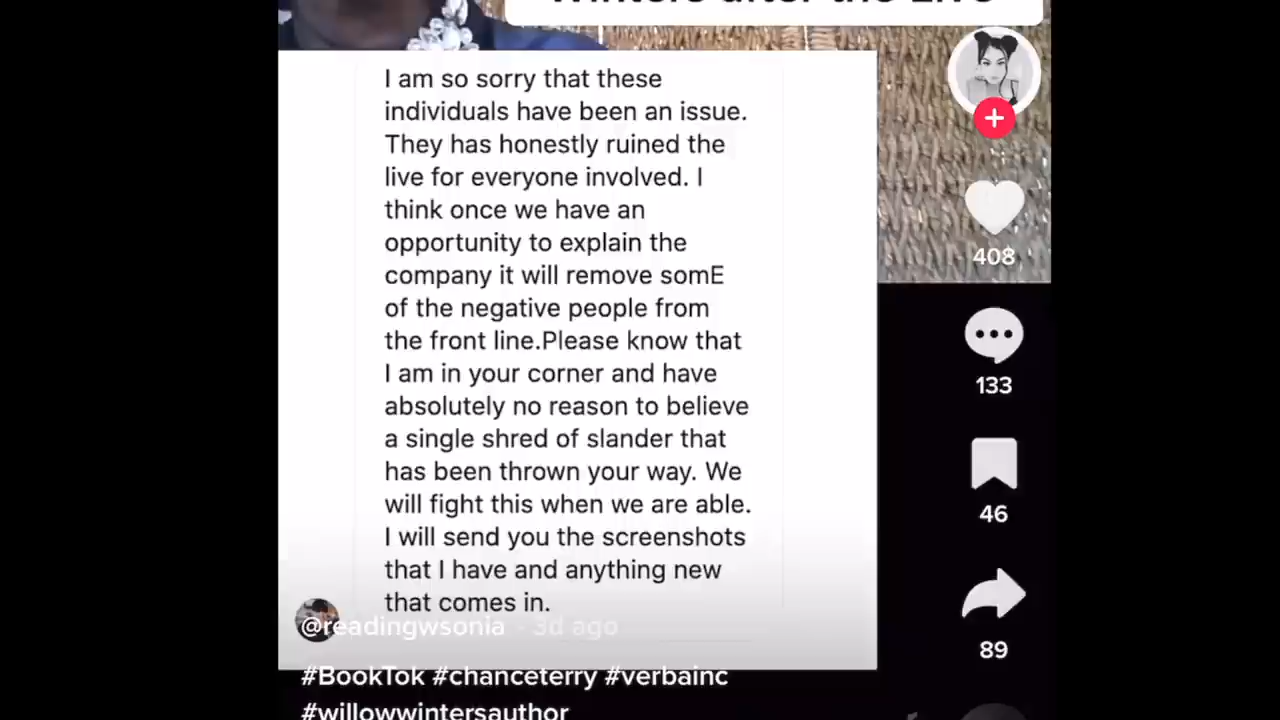 Winters after the Live
I am so sorry that these
individuals have been an issue.
They has honestly ruined the
live for everyone involved. I
think once we have an
opportunity to explain the
company it will remove somE
of the negative people from
the front line.Please know that
I am in your corner and have
absolutely no reason to believe
a single shred of slander that
has been thrown your way. We
will fight this when we are able.
I will send you the screenshots
that I have and anything new
that comes in.
408
133
46
89
@readingwsonia · 3d ago
#BookTok #chanceterry #verbainc
#willowwintersauthor